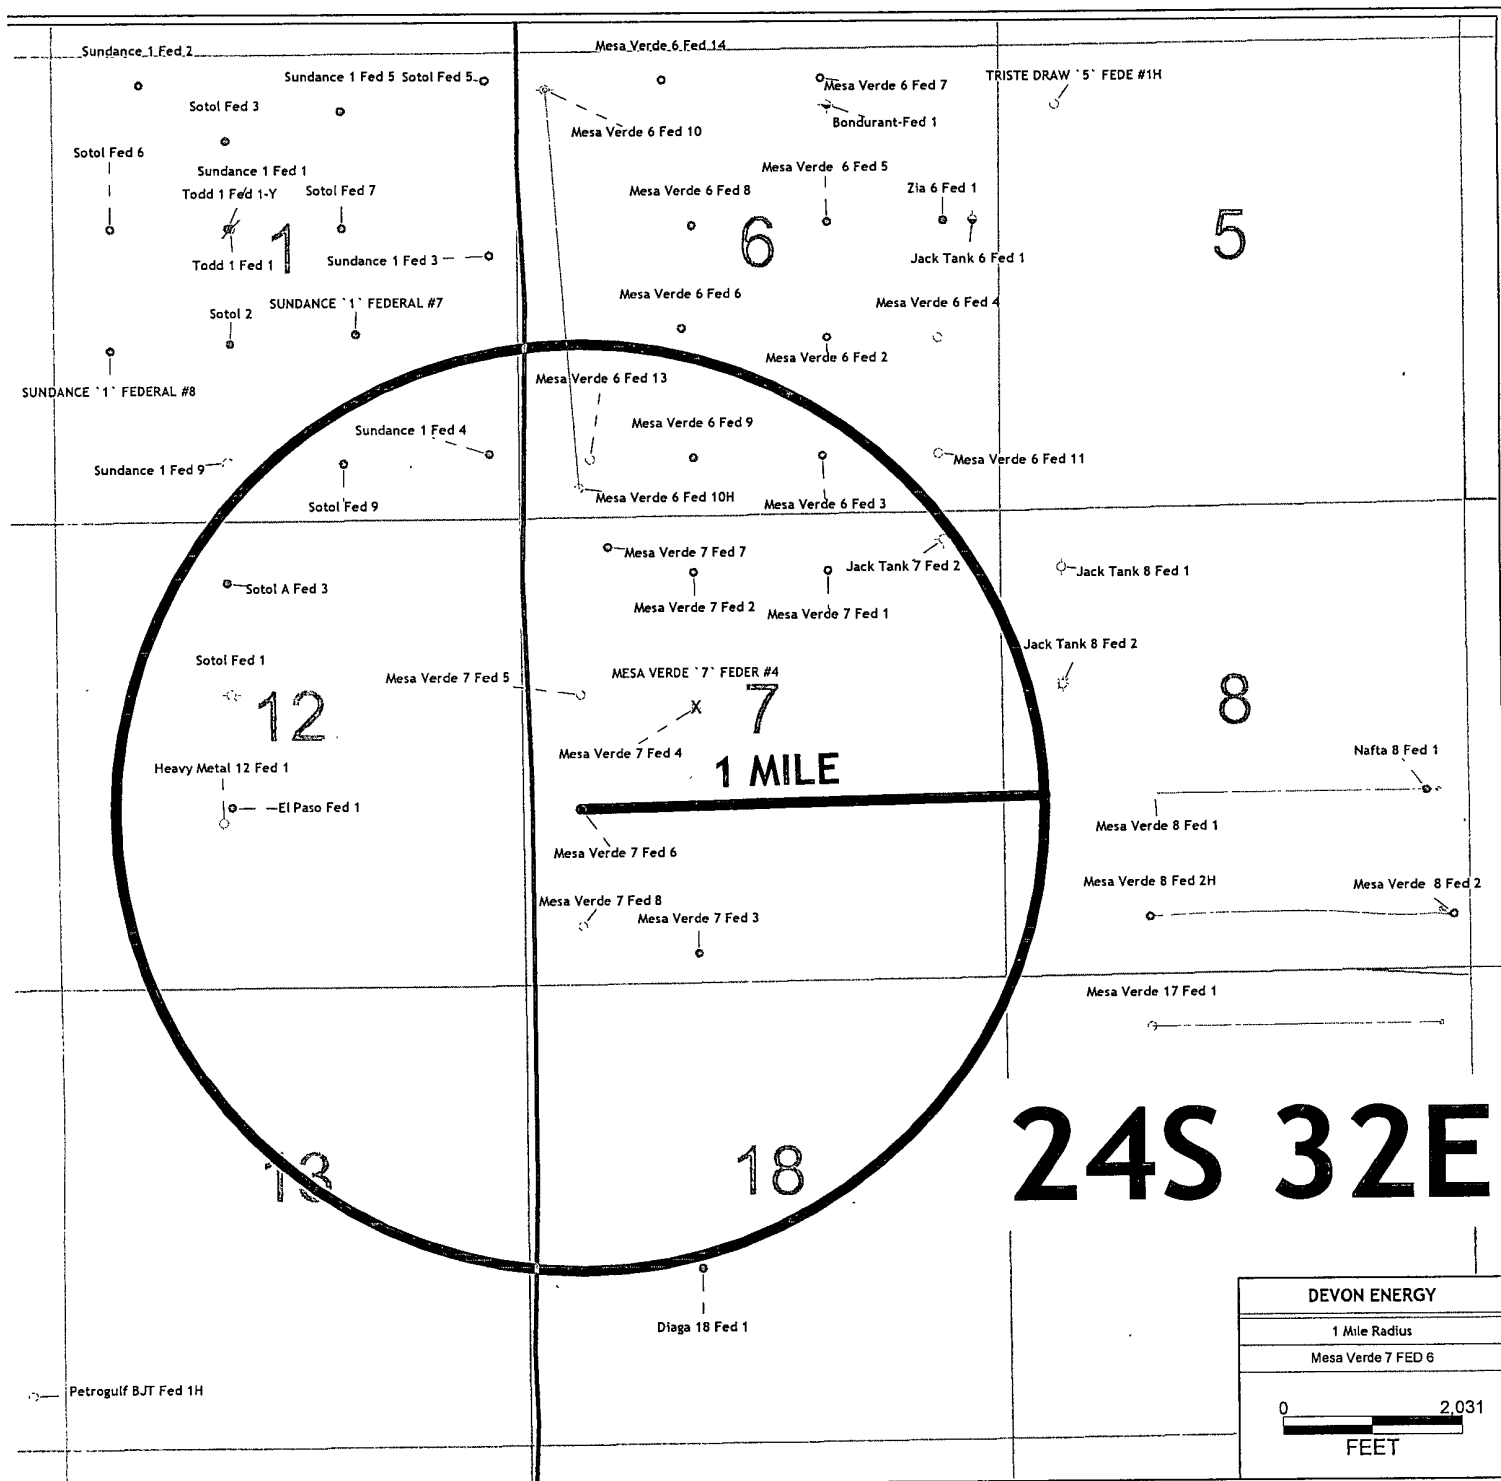 Sundance 1 Fed 2
Mesa Verde 6 Fed 14
Sundance 1 Fed 5
Sotol Fed 5
Mesa Verde 6 Fed 7
TRISTE DRAW `5` FEDE #1H
Sotol Fed 3
Mesa Verde 6 Fed 10
Bondurant-Fed 1
Sotol Fed 6
Sundance 1 Fed 1
Mesa Verde 6 Fed 5
Todd 1 Fed 1-Y
Sotol Fed 7
Mesa Verde 6 Fed 8
Zia 6 Fed 1
1
6
5
Todd 1 Fed 1
Sundance 1 Fed 3
Jack Tank 6 Fed 1
Sotol 2
SUNDANCE `1` FEDERAL #7
Mesa Verde 6 Fed 6
Mesa Verde 6 Fed 4
Mesa Verde 6 Fed 2
SUNDANCE `1` FEDERAL #8
Mesa Verde 6 Fed 13
Sundance 1 Fed 4
Mesa Verde 6 Fed 9
Sundance 1 Fed 9
Mesa Verde 6 Fed 11
Sotol Fed 9
Mesa Verde 6 Fed 10H
Mesa Verde 6 Fed 3
Mesa Verde 7 Fed 7
Jack Tank 7 Fed 2
Jack Tank 8 Fed 1
Sotol A Fed 3
Mesa Verde 7 Fed 2
Mesa Verde 7 Fed 1
Jack Tank 8 Fed 2
Sotol Fed 1
Mesa Verde 7 Fed 5
MESA VERDE `7` FEDER #4
12
X
7
8
Mesa Verde 7 Fed 4
Nafta 8 Fed 1
Heavy Metal 12 Fed 1
1 MILE
El Paso Fed 1
Mesa Verde 8 Fed 1
Mesa Verde 7 Fed 6
Mesa Verde 8 Fed 2H
Mesa Verde 8 Fed 2
Mesa Verde 7 Fed 8
Mesa Verde 7 Fed 3
Mesa Verde 17 Fed 1
24S 32E
13
18
DEVON ENERGY
1 Mile Radius
Mesa Verde 7 FED 6
Diaga 18 Fed 1
Petrogulf BJT Fed 1H
0
2,031
FEET